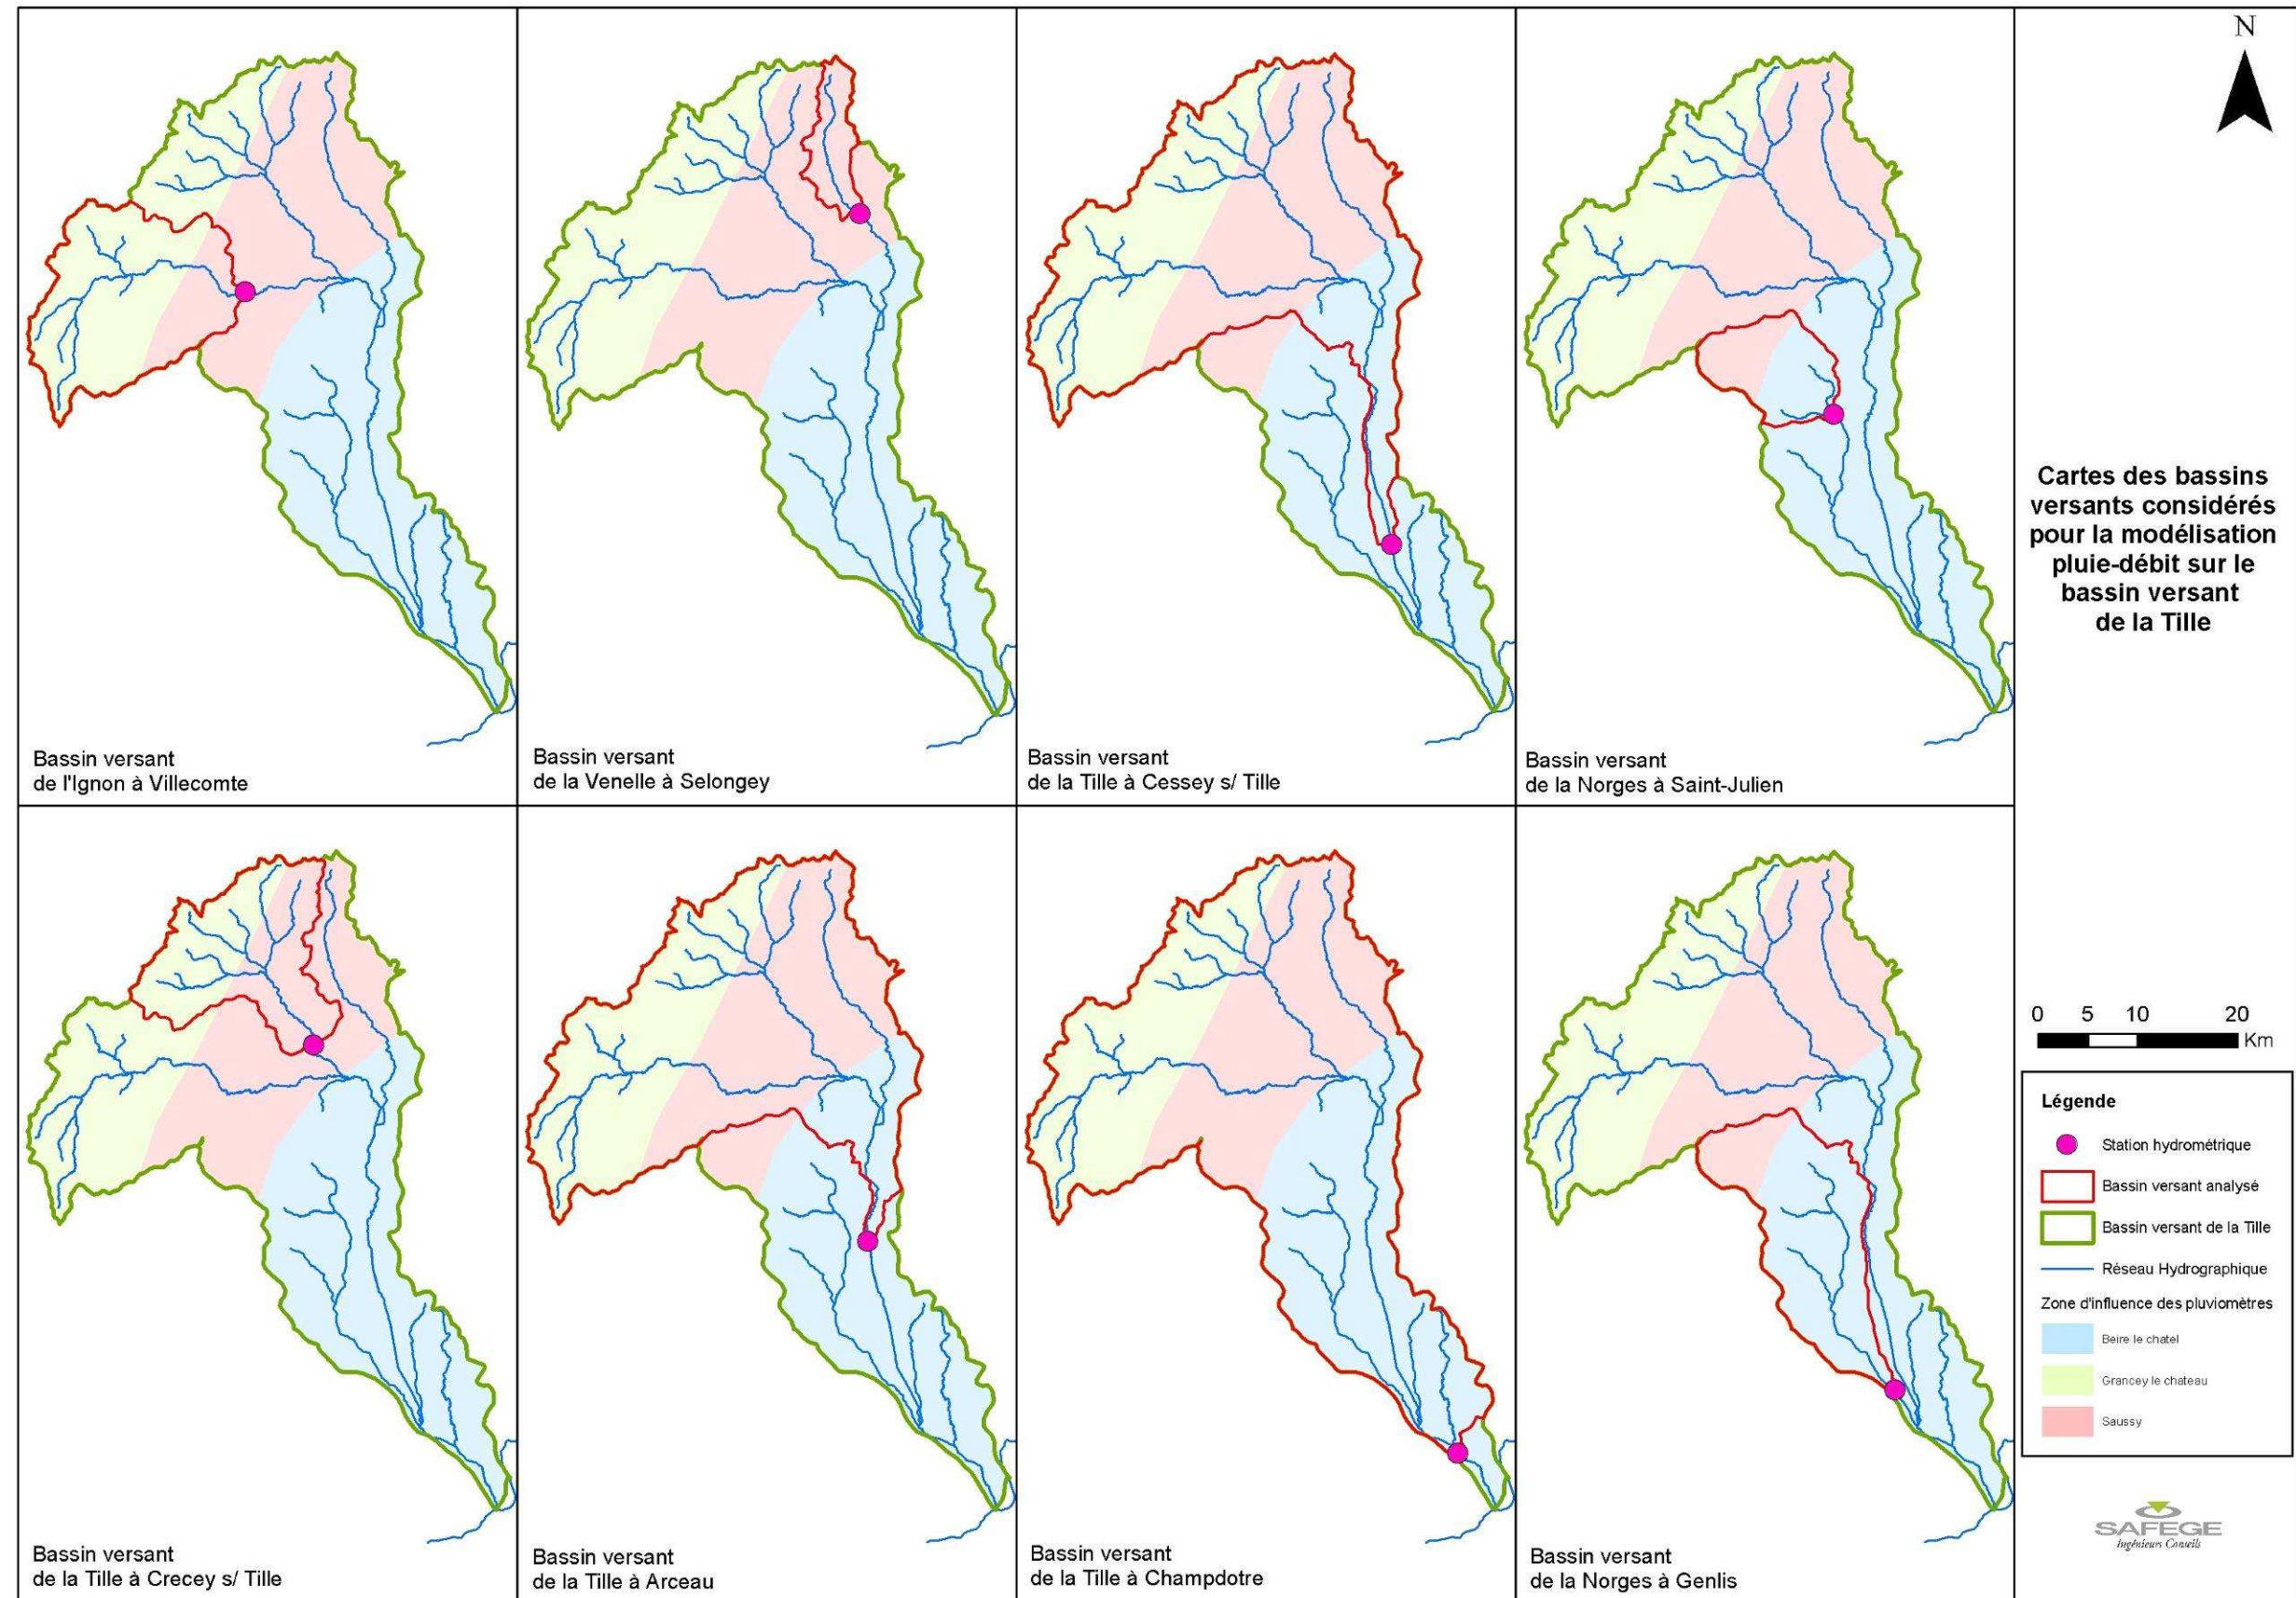 Bassin versant
de l'Ignon à Villecomte
Bassin versant
de la Venelle à Selongey
Bassin versant
de la Tille à Cessey s/ Tille
Bassin versant
de la Norges à Saint-Julien
Bassin versant
de la Tille à Crecey s/ Tille
Bassin versant
de la Tille à Arceau
Bassin versant
de la Tille à Champdotre
Bassin versant
de la Norges à Genlis
N
Cartes des bassins
versants considérés
pour la modélisation
pluie-débit sur le
bassin versant
de la Tille
0 5 10 20
Km
Légende
Station hydrométrique
Bassin versant analysé
Bassin versant de la Tille
Réseau Hydrographique
Zone d'influence des pluviomètres
Beire le chatel
Grancey le chateau
Saussy
SAFEGE
Ingénieurs Conseils